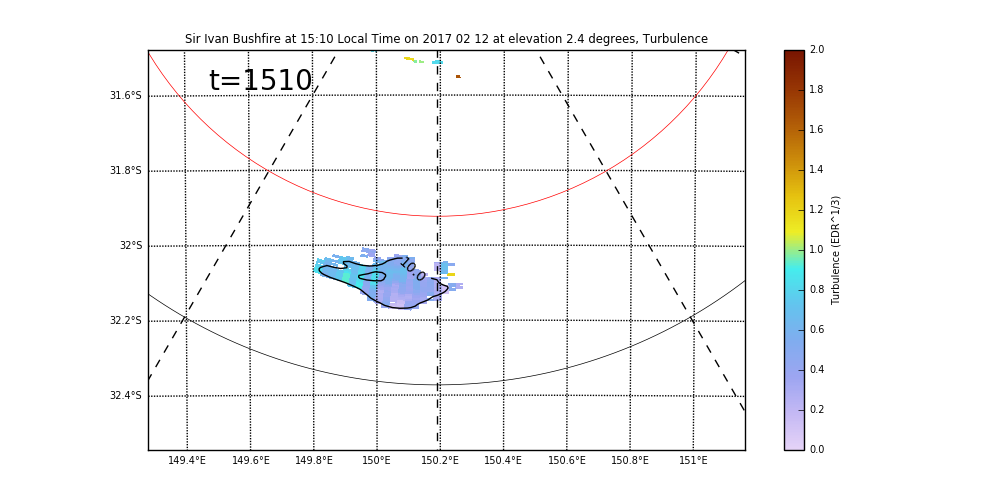 Sir Ivan Bushfire at 15:10 Local Time on 2017 02 12 at elevation 2.4 degrees, Turbulence
t=1510
31.6°S
31.8°S
32°S
32.2°S
32.4°S
149.4°E 149.6°E 149.8°E 150°E 150.2°E 150.4°E 150.6°E 150.8°E 151°E
10.0
2.0
1.8
1.6
1.4
1.2
1.0
0.8
0.6
0.4
0.2
0.0
Turbulence (EDR^1/3)